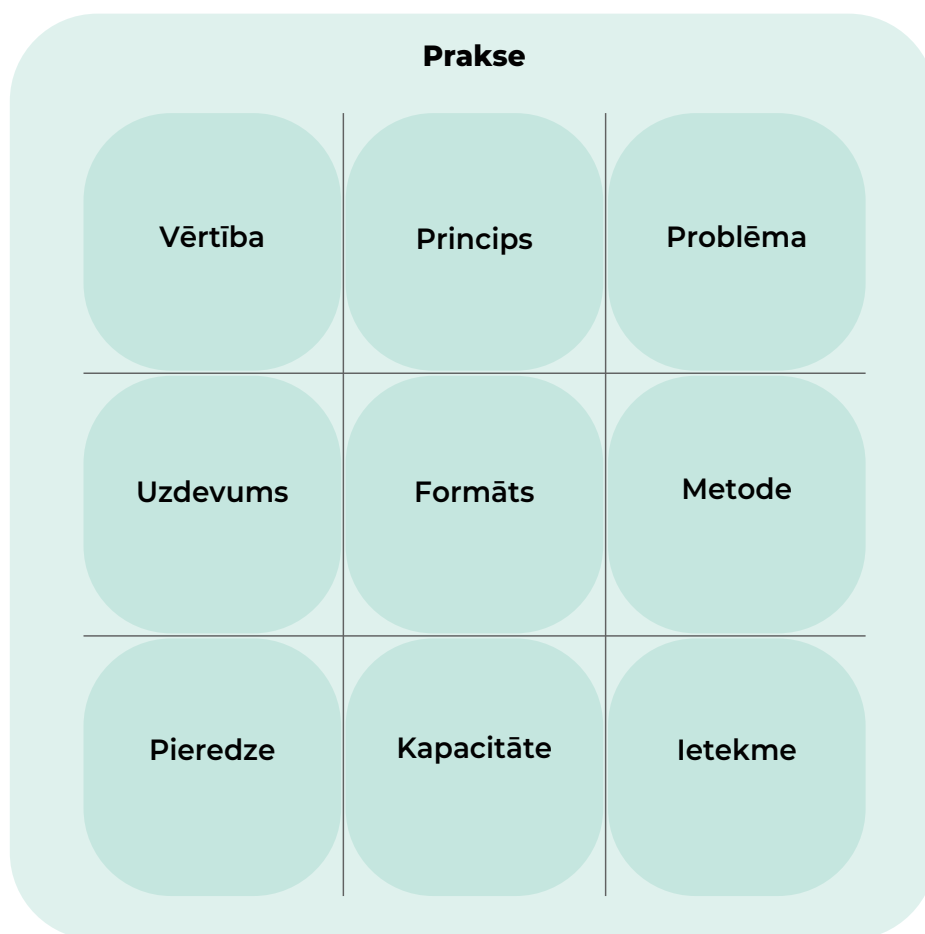 Prakse
Vērtība
Princips
Problēma
Uzdevums
Formāts
Metode
Pieredze
Kapacitāte
Ietekme